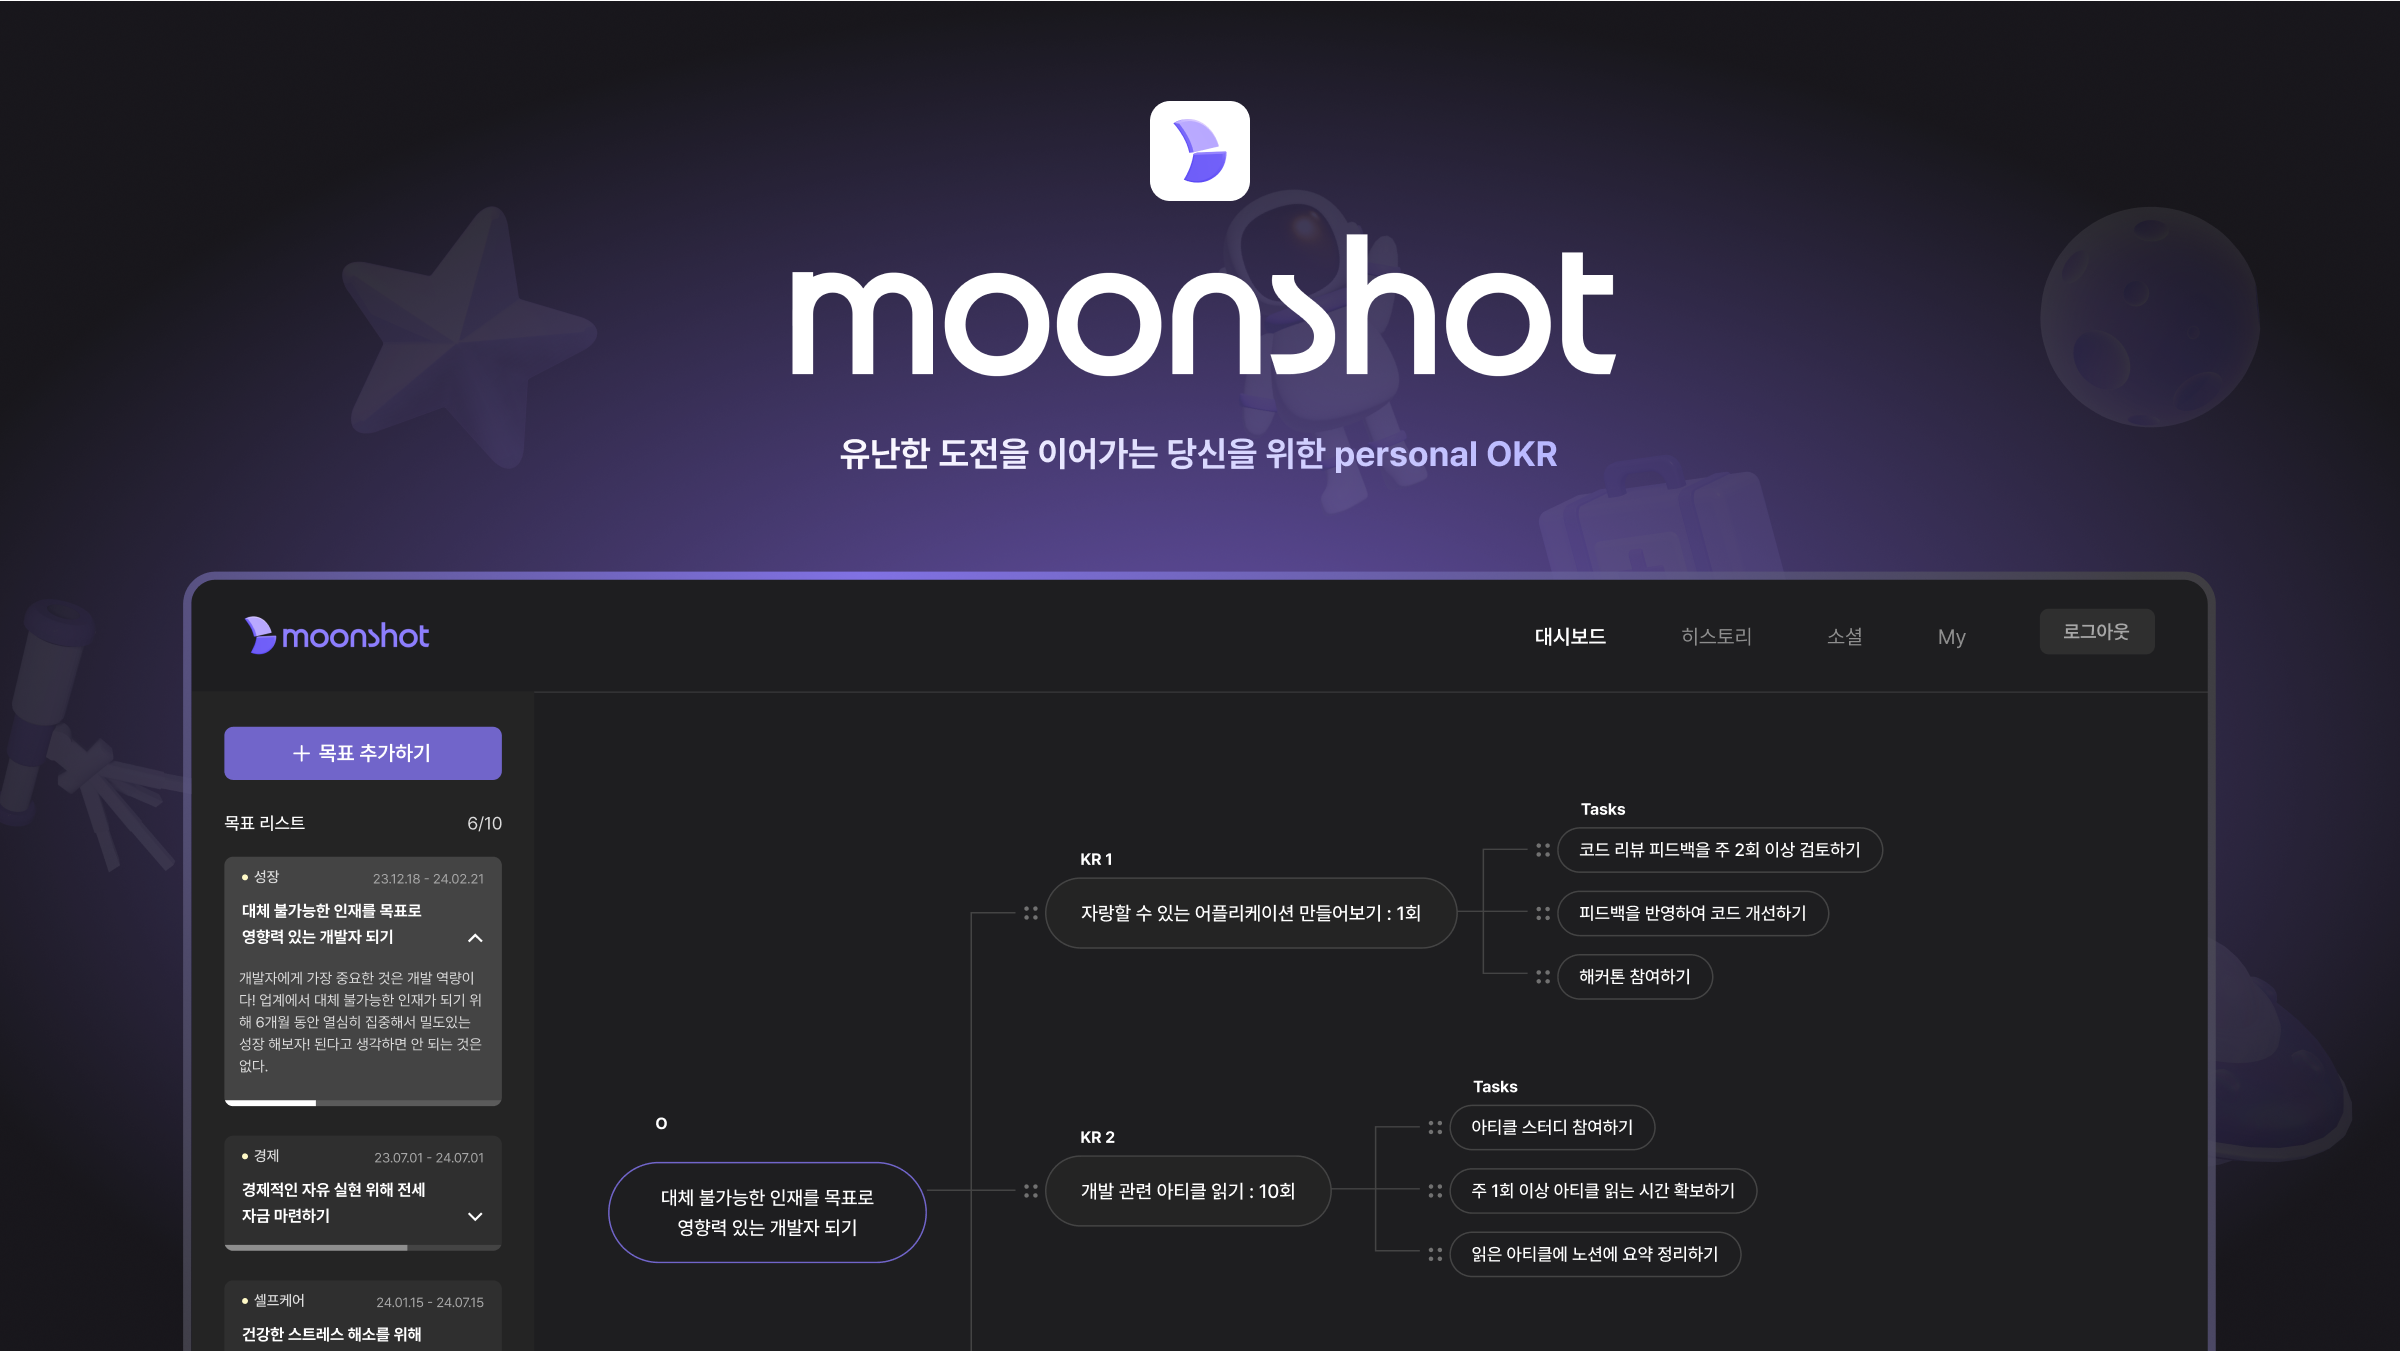 moonshot
유난한 도전을 이어가는 당신을 위한 personal OKR
moonshot
대시보드
히스토리
소셜
My
로그아웃
+ 목표 추가하기
목표 리스트
6/10
성장
23.12.18 - 24.02.21
대체 불가능한 인재를 목표로
영향력 있는 개발자 되기
개발자에게 가장 중요한 것은 개발 역량이
다! 업계에서 대체 불가능한 인재가 되기 위
해 6개월 동안 열심히 집중해서 밀도있는
성장 해보자! 된다고 생각하면 안 되는 것은
없다.
경제
23.07.01 - 24.07.01
경제적인 자유 실현 위해 전세
자금 마련하기
셀프케어
24.01.15 - 24.07.15
건강한 스트레스 해소를 위해
O
대체 불가능한 인재를 목표로
영향력 있는 개발자 되기
KR 1
자랑할 수 있는 어플리케이션 만들어보기 : 1회
Tasks
코드 리뷰 피드백을 주 2회 이상 검토하기
피드백을 반영하여 코드 개선하기
해커톤 참여하기
KR 2
개발 관련 아티클 읽기 : 10회
Tasks
아티클 스터디 참여하기
주 1회 이상 아티클 읽는 시간 확보하기
읽은 아티클에 노션에 요약 정리하기